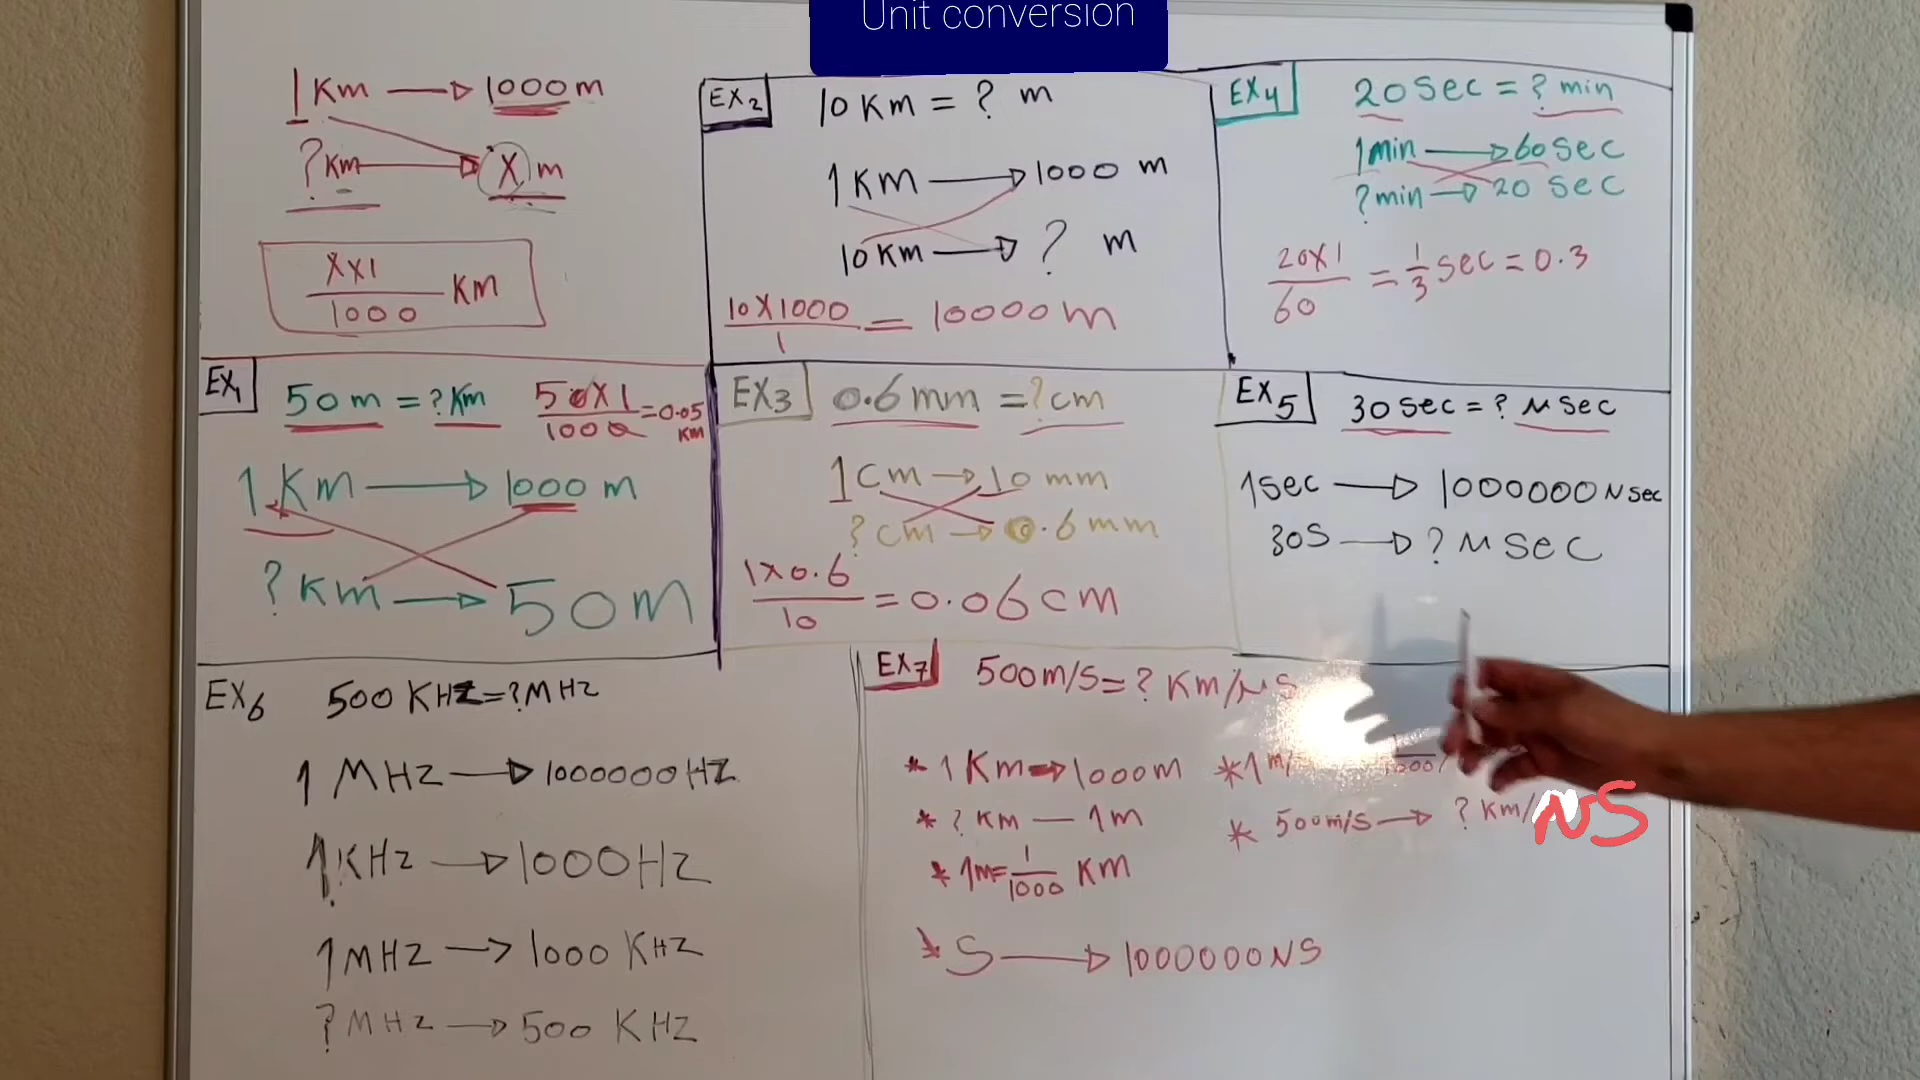 Unit conversion
1 Km → 1000 m
? Km → X m
X X 1 / 1000 Km
EX2 10 Km = ? m
1 KM → 1000 m
10 Km → ? m
10 X 1000 / 1 = 10000 m
EX4 20 Sec = ? min
1 min → 60 Sec
? min → 20 Sec
20 X 1 / 60 = 1/3 Sec = 0.3
EX1 50 m = ? Km 50 X 1 / 1000 = 0.05 KM
1 Km → 1000 m
? Km → 50 m
EX3 0.6 mm = ? cm
1 Cm → 10 mm
? cm → 0.6 mm
1 X 0.6 / 10 = 0.06 cm
EX5 30 Sec = ? μ Sec
1 Sec → 1000000 μ sec
30 S → ? μ Sec
EX6 500 KHZ = ? MHZ
1 MHZ → 1000000 HZ
1 KHZ → 1000 HZ
1 MHZ → 1000 KHZ
? MHZ → 500 KHZ
EX7 500 m/S = ? KM/μS
* 1 Km → 1000 M
* ? KM — 1 M
* 1 M = 1/1000 KM
* S → 1000000 μS
* 1 m/
* 500 m/S → ? Km/μS